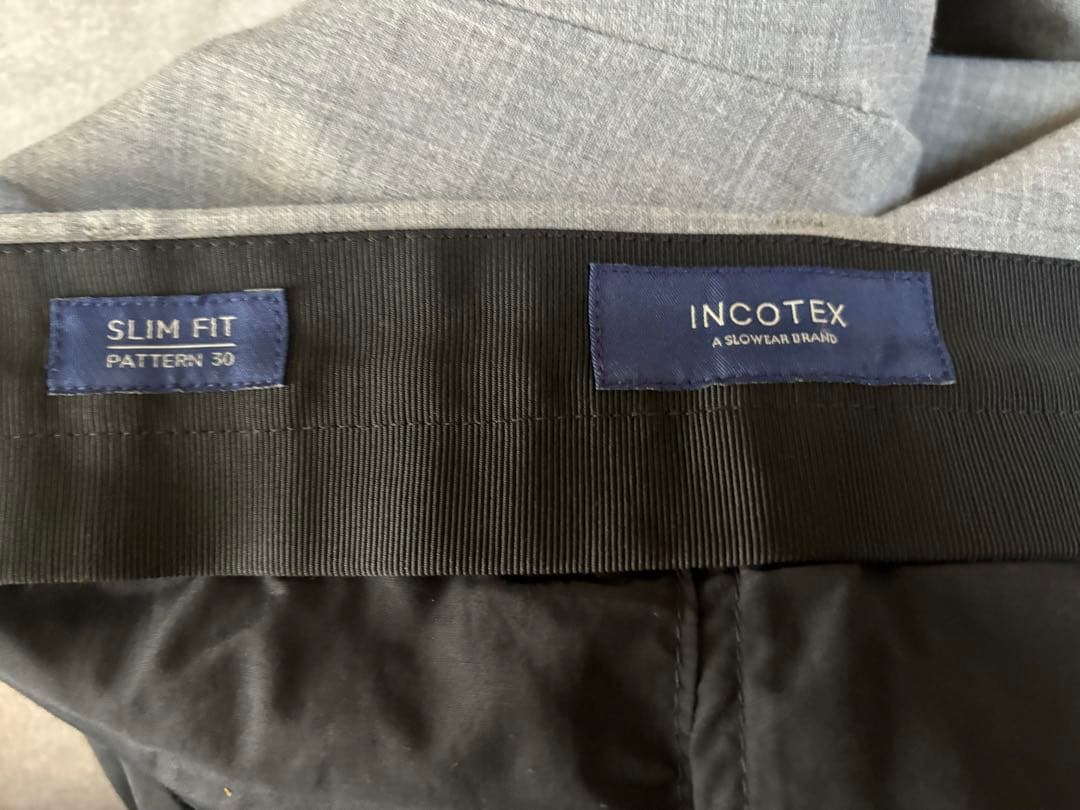 SLIM FIT
PATTERN 30
INCOTEX
A SLOWEAR BRAND